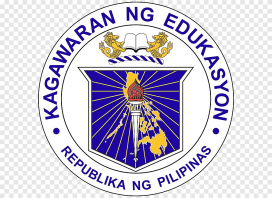 KAGAWARAN NG EDUKASYON
REPUBLIKA NG PILIPINAS